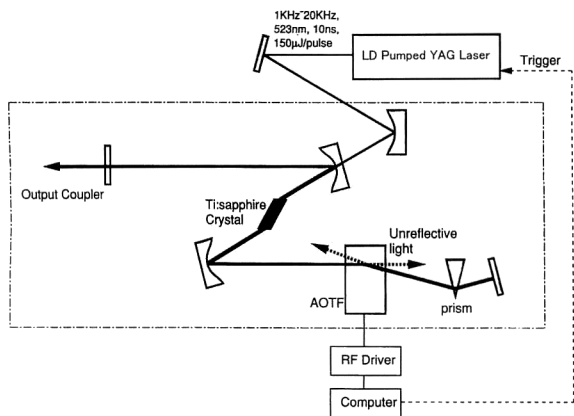 1KHz~20KHz,
523nm, 10ns,
150µJ/pulse
LD Pumped YAG Laser
Trigger
Output Coupler
Ti:sapphire
Crystal
Unreflective
light
AOTF
prism
RF Driver
Computer